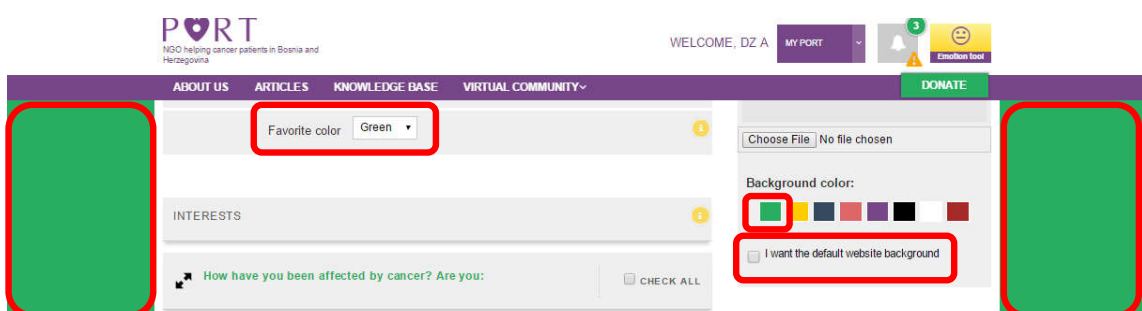 PORT
NGO helping cancer patients in Bosnia and
Herzegovina
WELCOME, DZ A
MY PORT
3
Emotion tool
ABOUT US ARTICLES KNOWLEDGE BASE VIRTUAL COMMUNITY
DONATE
Favorite color Green
Choose File No file chosen
Background color:
INTERESTS
I want the default website background
How have you been affected by cancer? Are you:
CHECK ALL